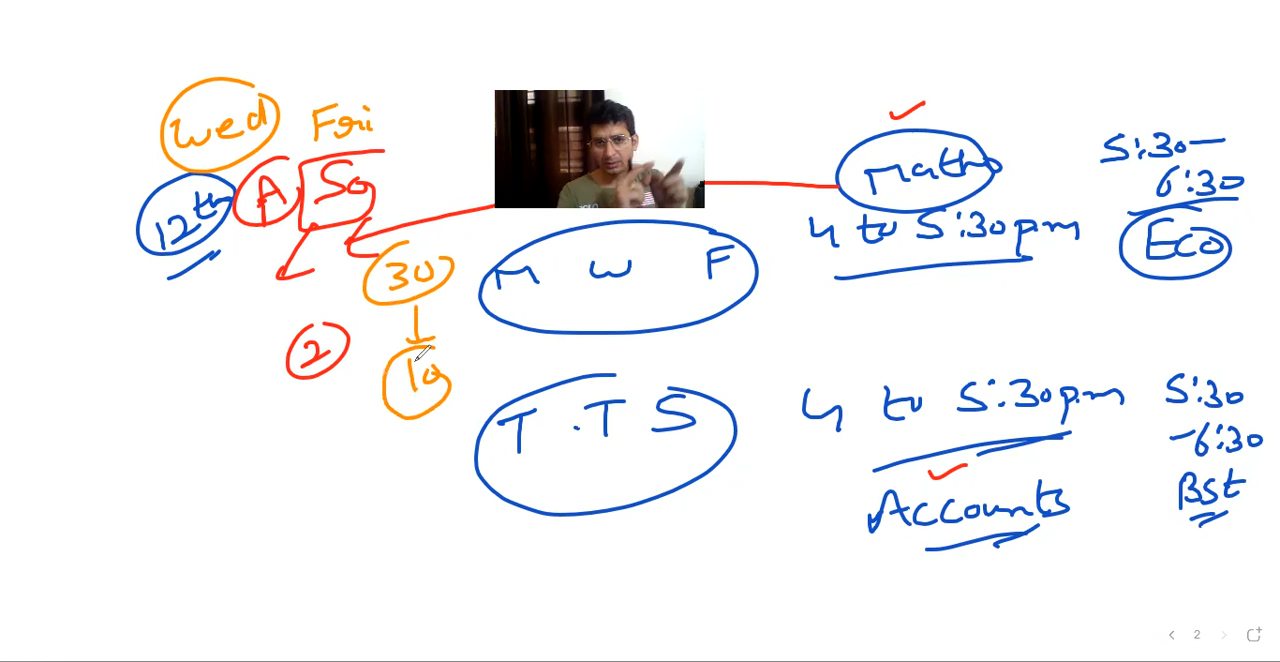 Wed Fri
12th A 50
30
2
10
M W F
Maths
4 to 5:30pm
5:30-
6:30
Eco
T . T S
4 to 5:30pm
Accounts
5:30
-6:30
BSt
2